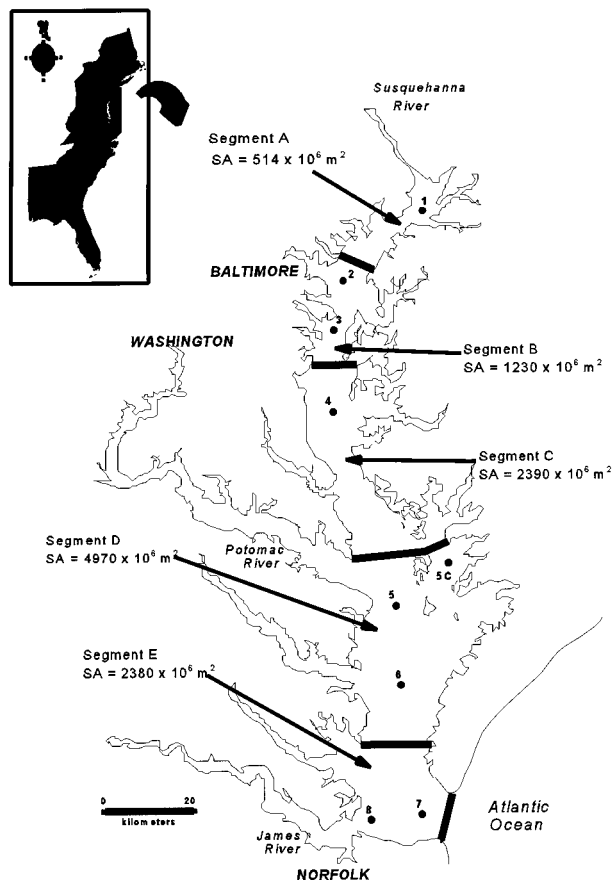 Susquehanna
River
Segment A
SA = 514 x 10⁶ m²
1
BALTIMORE
2
3
WASHINGTON
Segment B
SA = 1230 x 10⁶ m²
4
Segment C
SA = 2390 x 10⁶ m²
Segment D
SA = 4970 x 10⁶ m²
Potomac
River
5 C
5
Segment E
SA = 2380 x 10⁶ m²
6
0 20
kilometers
8
7
Atlantic
Ocean
James
River
NORFOLK